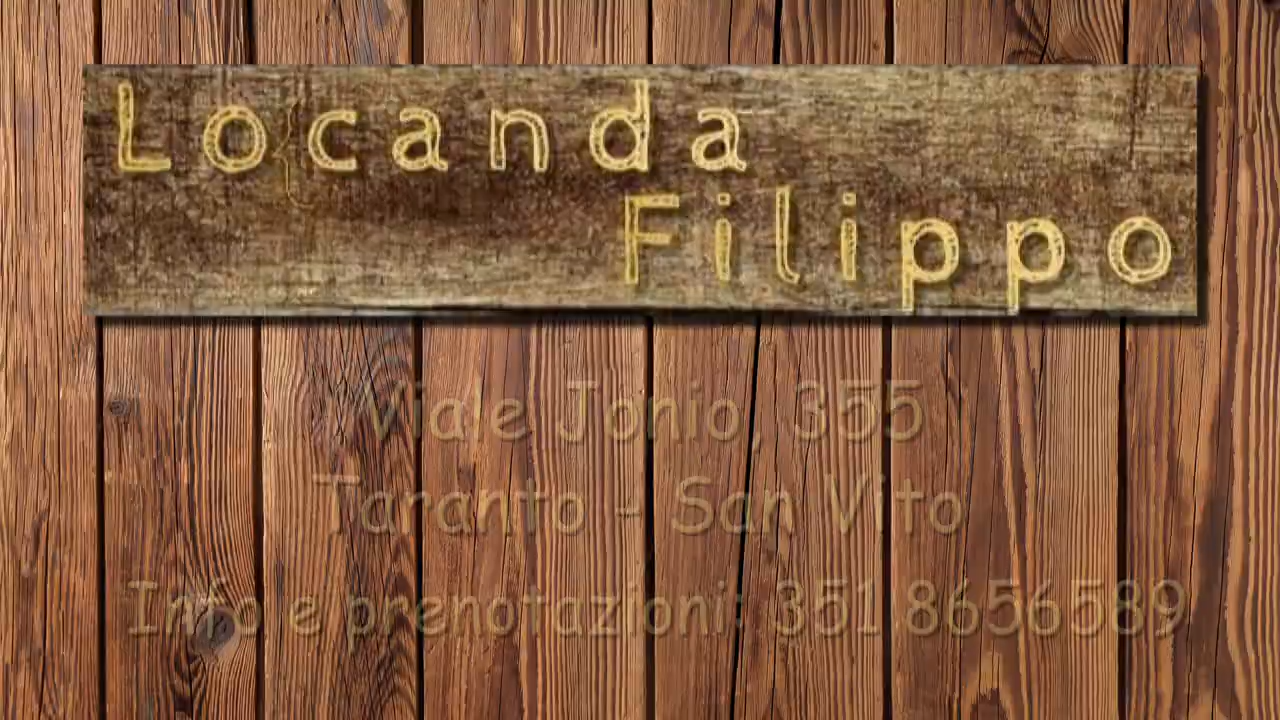 Locanda
Filippo
Viale Jonio, 355
Taranto - San Vito
Info e prenotazioni: 351 8656589